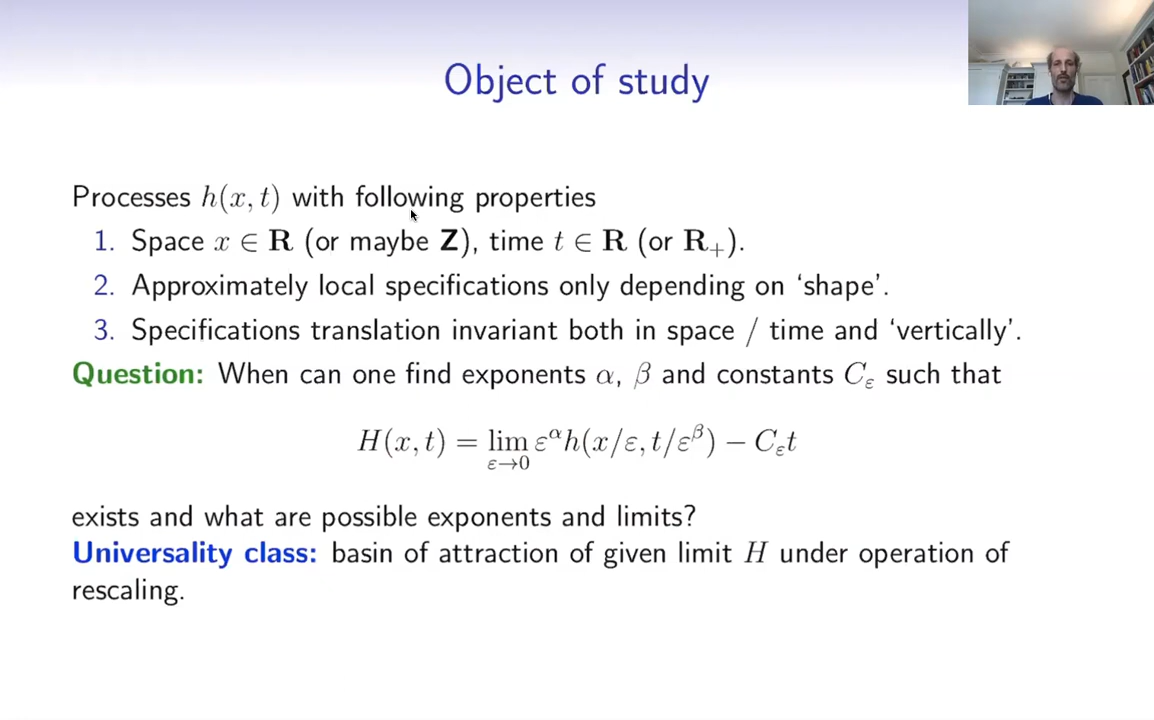 Object of study
Processes h(x, t) with following properties
1. Space x ∈ R (or maybe Z), time t ∈ R (or R₊).
2. Approximately local specifications only depending on ‘shape’.
3. Specifications translation invariant both in space / time and ‘vertically’.
Question: When can one find exponents α, β and constants C_ε such that
H(x, t) = lim_{ε→0} ε^α h(x/ε, t/ε^β) − C_ε t
exists and what are possible exponents and limits?
Universality class: basin of attraction of given limit H under operation of
rescaling.